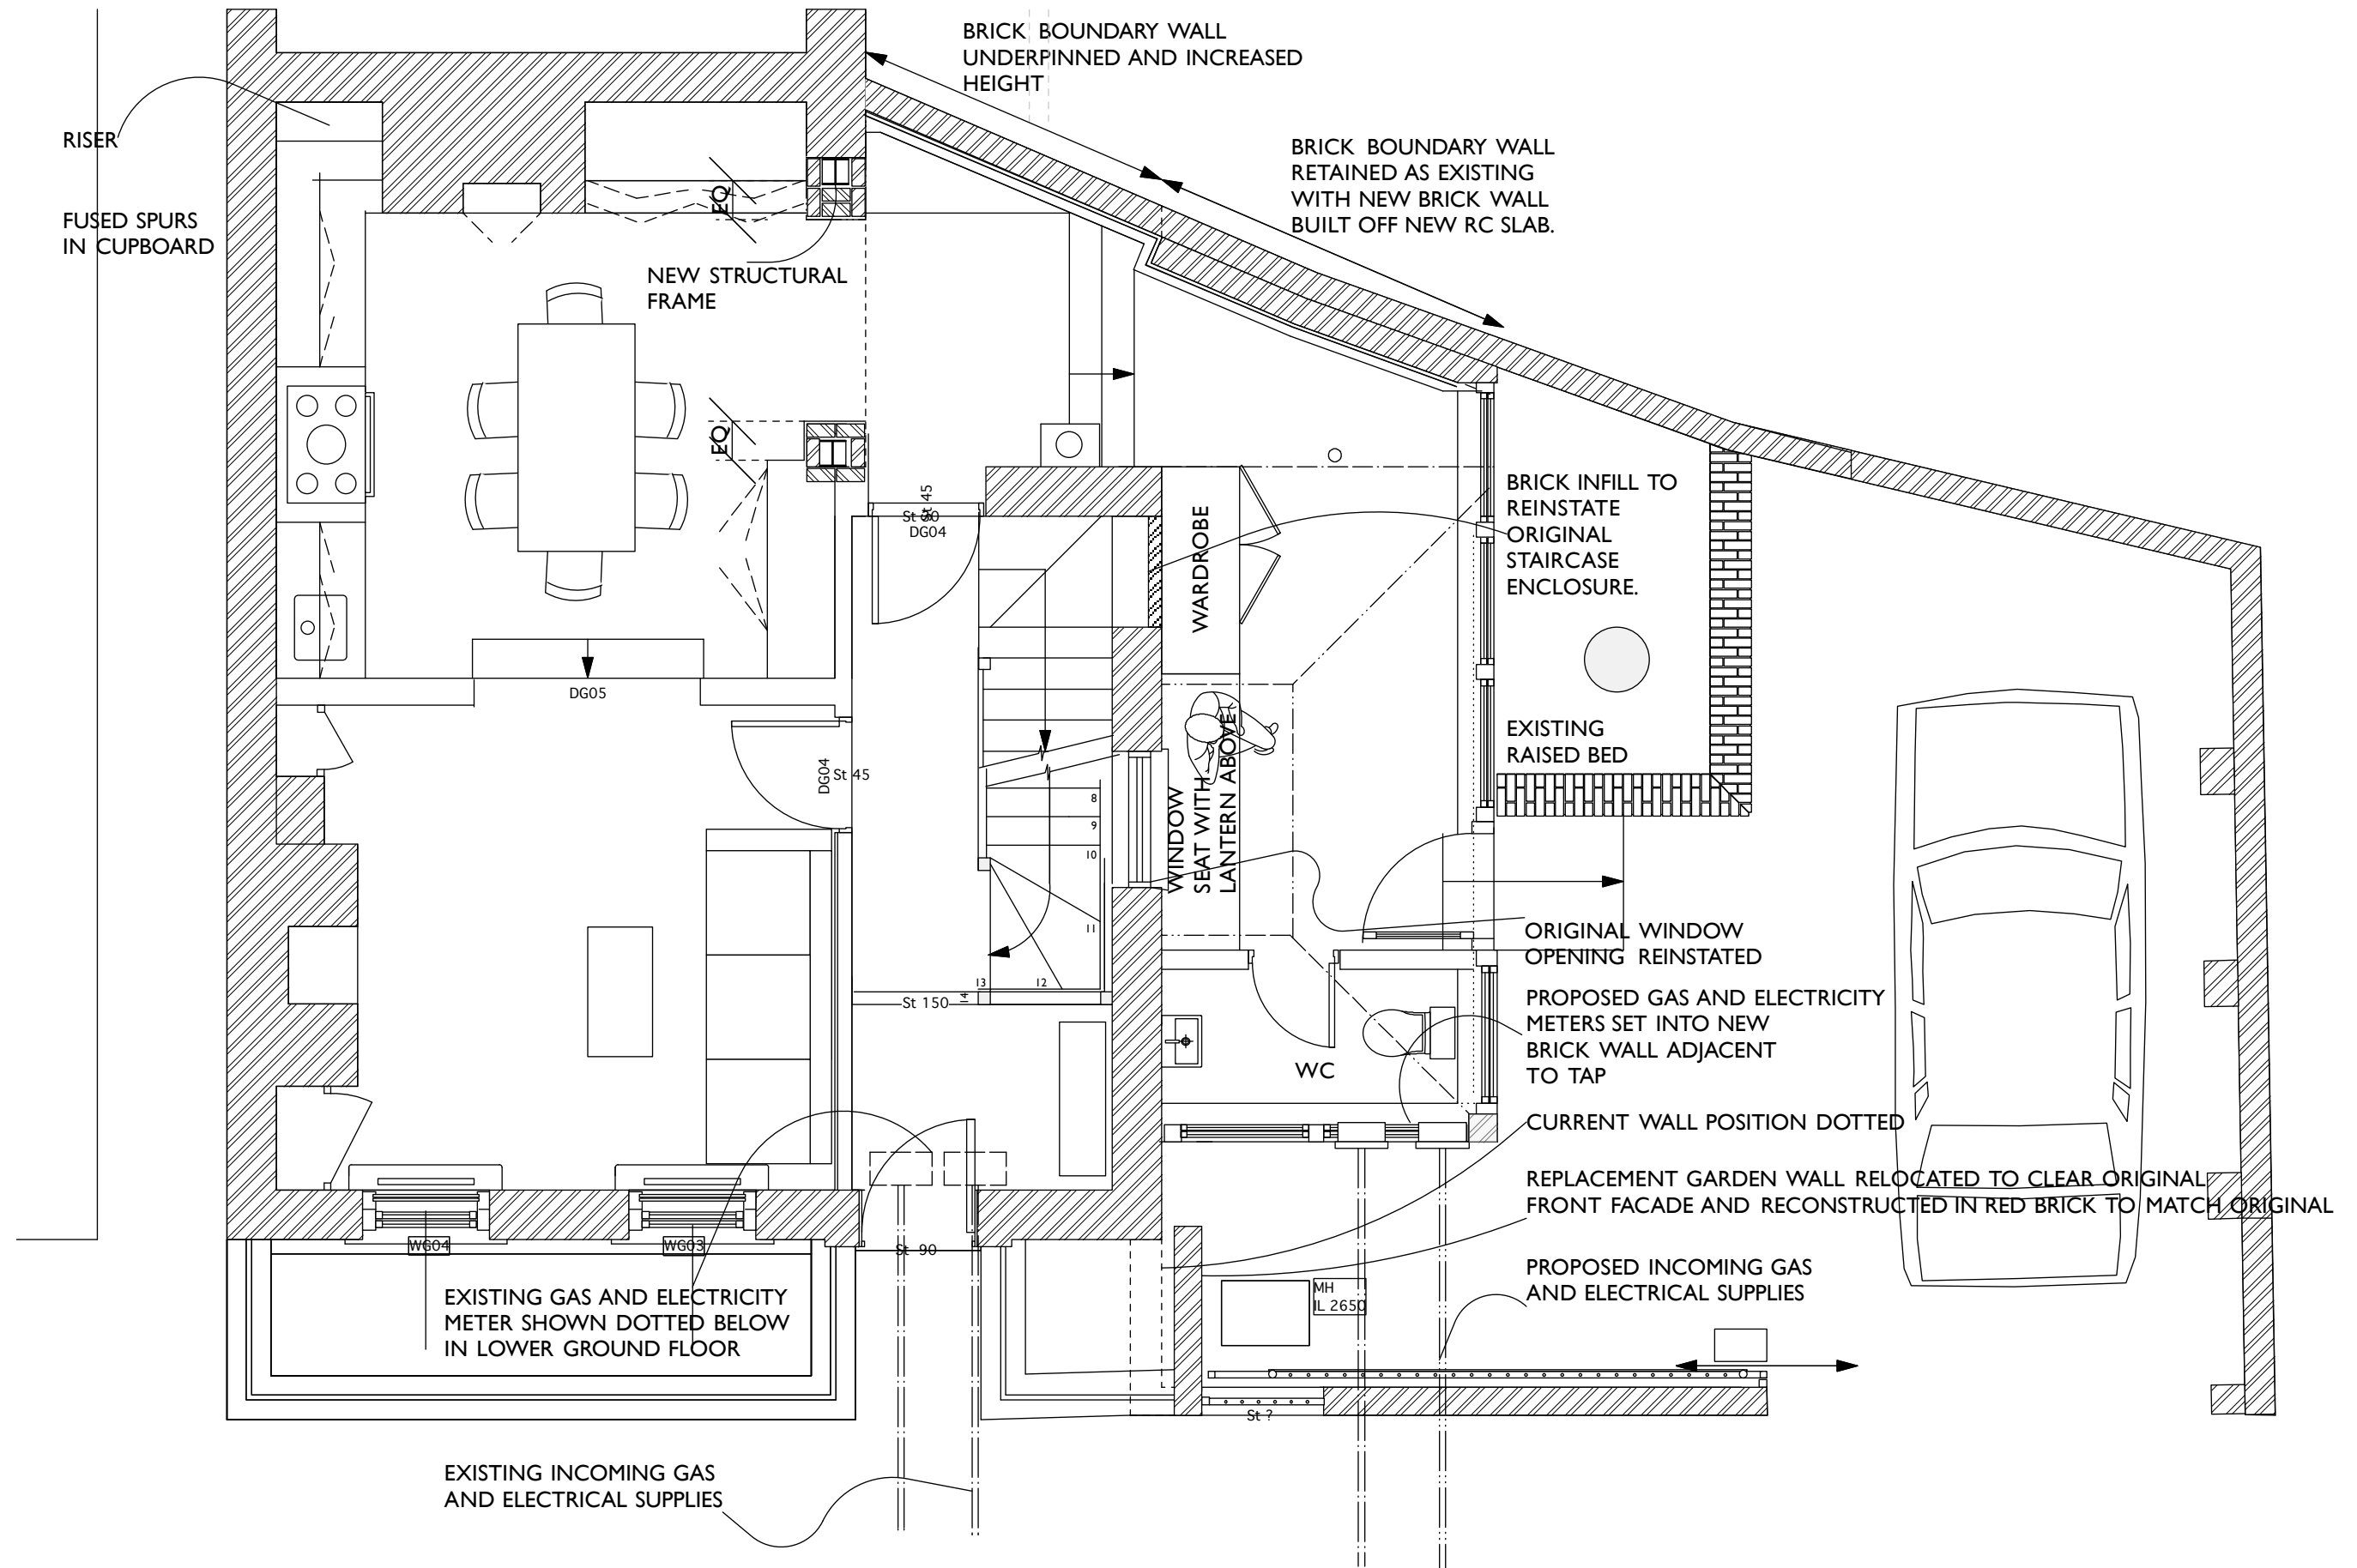 BRICK BOUNDARY WALL
UNDERPINNED AND INCREASED
HEIGHT
RISER
BRICK BOUNDARY WALL
RETAINED AS EXISTING
WITH NEW BRICK WALL
BUILT OFF NEW RC SLAB.
FUSED SPURS
IN CUPBOARD
EQ
NEW STRUCTURAL
FRAME
EQ
BRICK INFILL TO
REINSTATE
ORIGINAL
STAIRCASE
ENCLOSURE.
St 45
St 60
DG04
WARDROBE
DG05
EXISTING
RAISED BED
DG04
St 45
8
9
10
11
12
13
14
WINDOW
SEAT WITH
LANTERN ABOVE
ORIGINAL WINDOW
OPENING REINSTATED
St 150
PROPOSED GAS AND ELECTRICITY
METERS SET INTO NEW
BRICK WALL ADJACENT
TO TAP
WC
CURRENT WALL POSITION DOTTED
REPLACEMENT GARDEN WALL RELOCATED TO CLEAR ORIGINAL
FRONT FACADE AND RECONSTRUCTED IN RED BRICK TO MATCH ORIGINAL
WG04
WG03
St 90
PROPOSED INCOMING GAS
AND ELECTRICAL SUPPLIES
MH
IL 2650
EXISTING GAS AND ELECTRICITY
METER SHOWN DOTTED BELOW
IN LOWER GROUND FLOOR
St ?
EXISTING INCOMING GAS
AND ELECTRICAL SUPPLIES